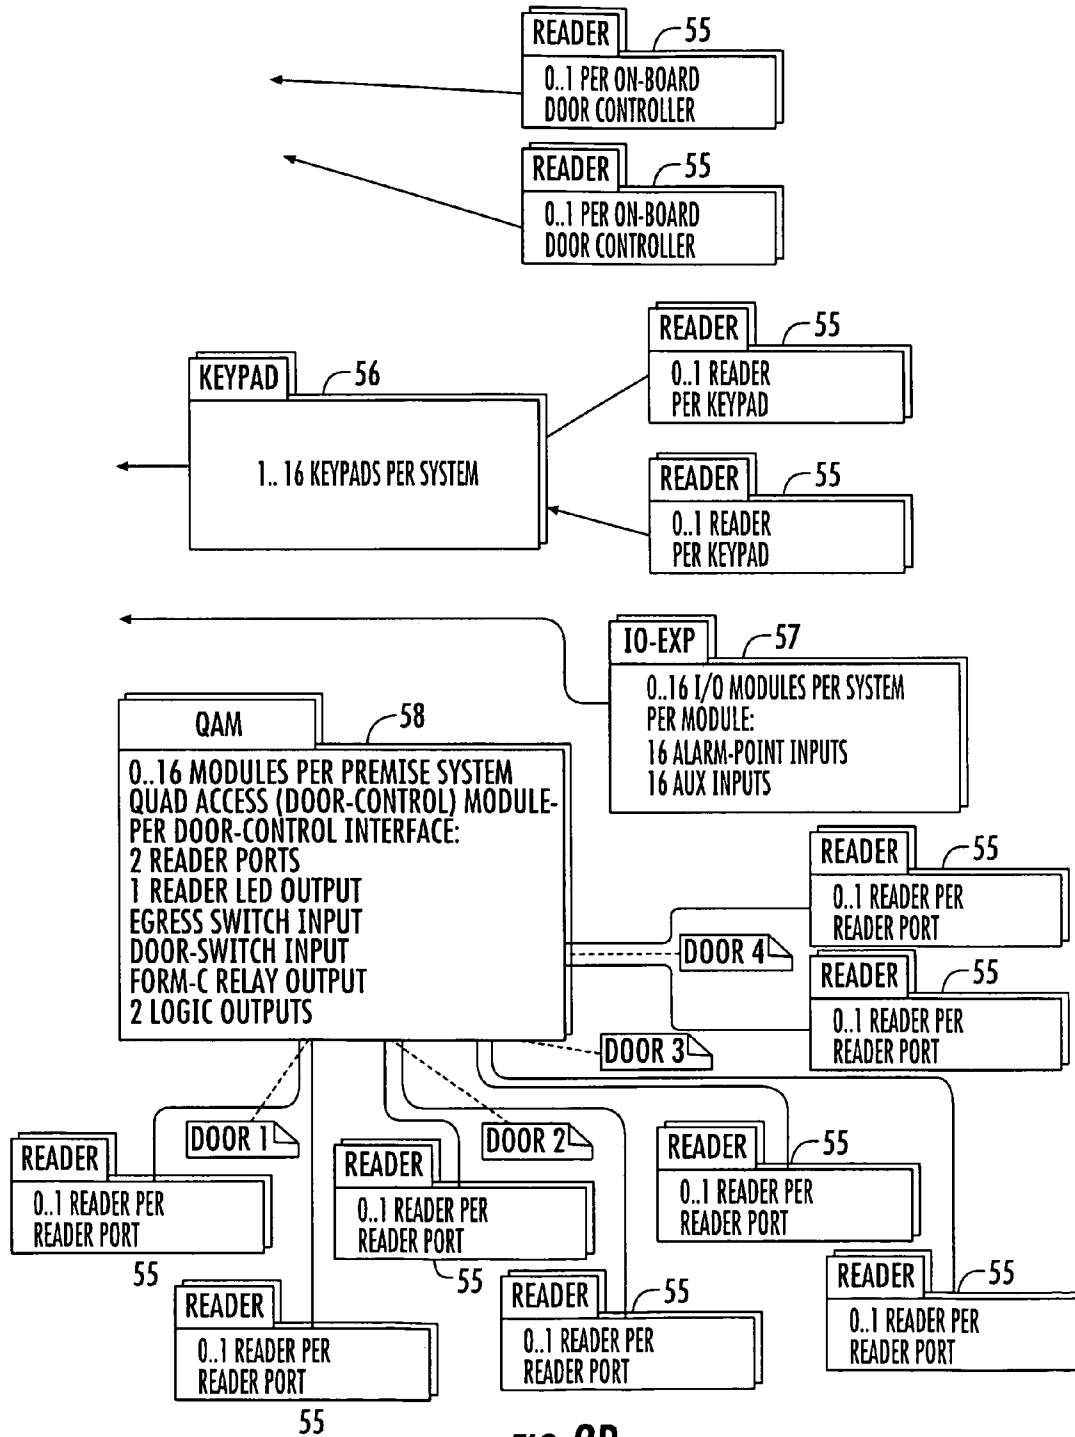 READER
55
0..1 PER ON-BOARD
DOOR CONTROLLER
READER
55
0..1 PER ON-BOARD
DOOR CONTROLLER
READER
55
0..1 READER
PER KEYPAD
KEYPAD
56
1.. 16 KEYPADS PER SYSTEM
READER
55
0..1 READER
PER KEYPAD
IO-EXP
57
0..16 I/O MODULES PER SYSTEM
PER MODULE:
16 ALARM-POINT INPUTS
16 AUX INPUTS
QAM
58
0..16 MODULES PER PREMISE SYSTEM
QUAD ACCESS (DOOR-CONTROL) MODULE-
PER DOOR-CONTROL INTERFACE:
2 READER PORTS
1 READER LED OUTPUT
EGRESS SWITCH INPUT
DOOR-SWITCH INPUT
FORM-C RELAY OUTPUT
2 LOGIC OUTPUTS
READER
55
0..1 READER PER
READER PORT
DOOR 4
READER
55
0..1 READER PER
READER PORT
DOOR 3
DOOR 1
DOOR 2
READER
0..1 READER PER
READER PORT
55
READER
0..1 READER PER
READER PORT
55
READER
55
0..1 READER PER
READER PORT
READER
0..1 READER PER
READER PORT
55
READER
55
0..1 READER PER
READER PORT
READER
55
0..1 READER PER
READER PORT